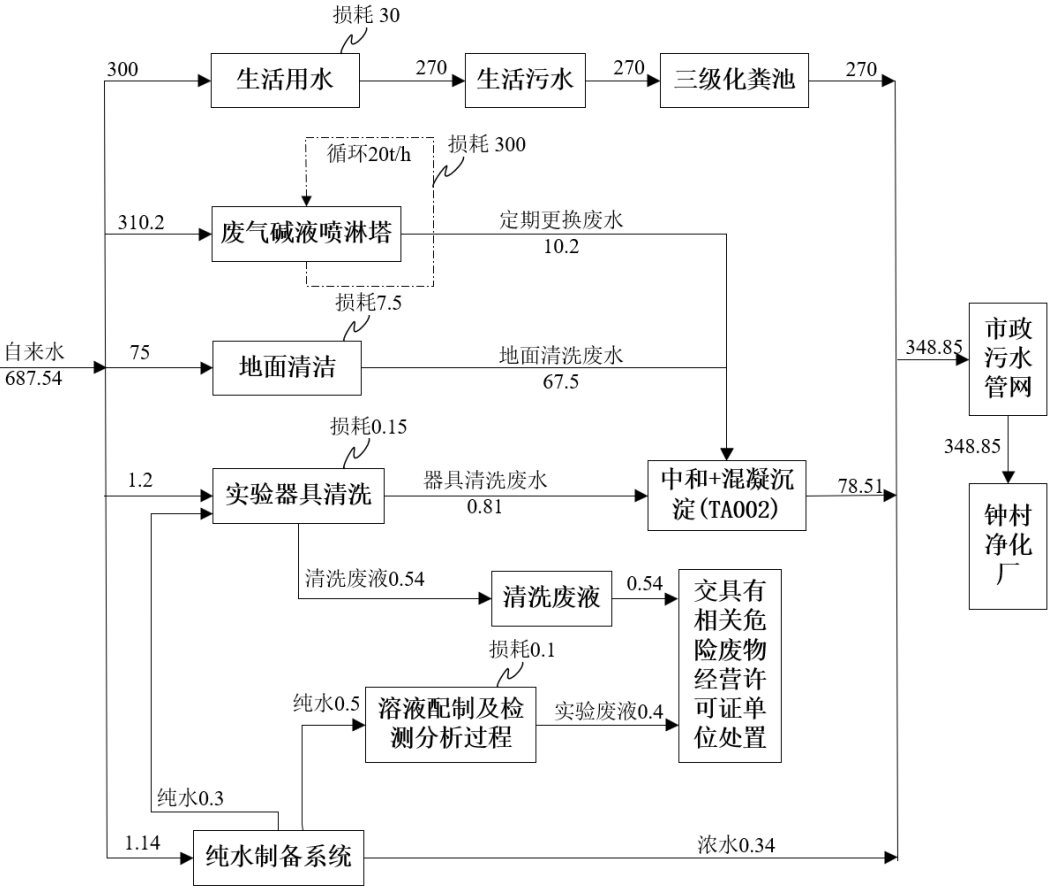 损耗 30
300
生活用水
270
生活污水
270
三级化粪池
270
循环20t/h
损耗 300
310.2
废气碱液喷淋塔
定期更换废水
10.2
损耗7.5
自来水
687.54
75
地面清洁
地面清洗废水
67.5
348.85
市政
污水
管网
348.85
损耗0.15
1.2
实验器具清洗
器具清洗废水
0.81
中和+混凝沉
淀(TA002)
78.51
钟村
净化
厂
清洗废液0.54
清洗废液
0.54
交具有
相关危
险废物
经营许
可证单
位处置
损耗0.1
纯水0.5
溶液配制及检
测分析过程
实验废液0.4
纯水0.3
1.14
纯水制备系统
浓水0.34